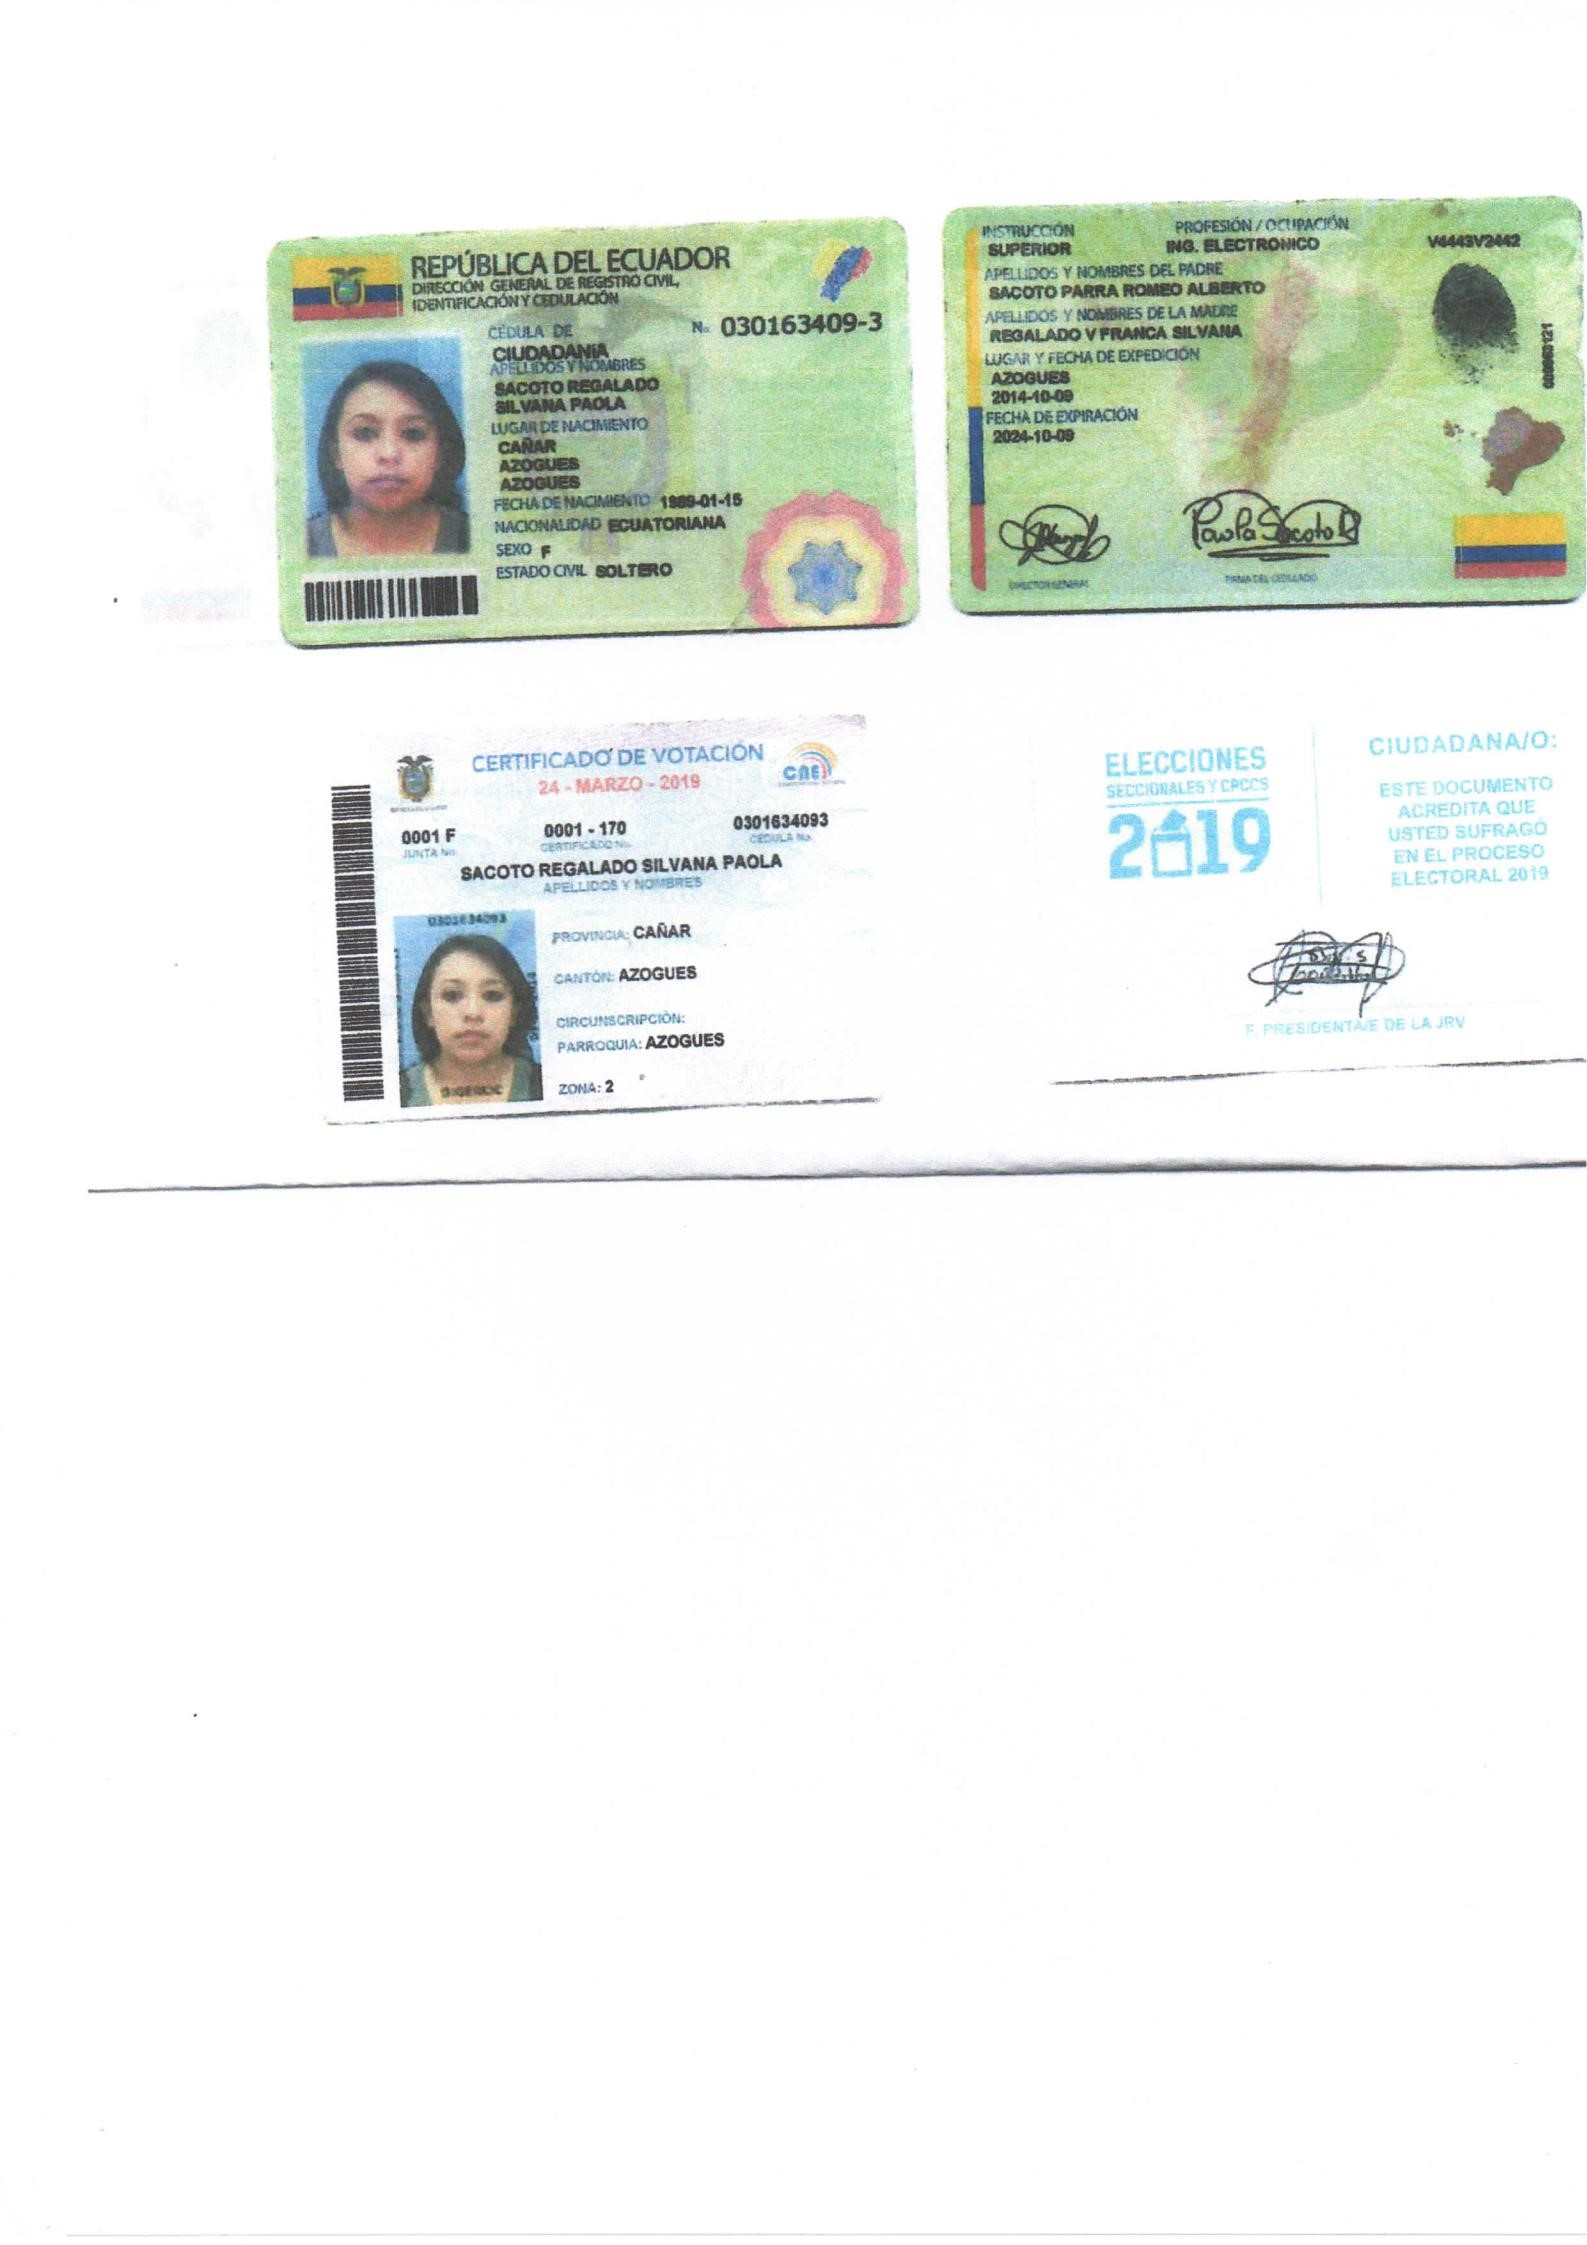 REPÚBLICA DEL ECUADOR
DIRECCIÓN GENERAL DE REGISTRO CIVIL,
IDENTIFICACIÓN Y CEDULACIÓN
CÉDULA DE No. 030163409-3
CIUDADANÍA
APELLIDOS Y NOMBRES
SACOTO REGALADO
SILVANA PAOLA
LUGAR DE NACIMIENTO
CAÑAR
AZOGUES
AZOGUES
FECHA DE NACIMIENTO 1989-01-15
NACIONALIDAD ECUATORIANA
SEXO F
ESTADO CIVIL SOLTERO
INSTRUCCIÓN PROFESIÓN / OCUPACIÓN
SUPERIOR ING. ELECTRONICO V4443V2442
APELLIDOS Y NOMBRES DEL PADRE
SACOTO PARRA ROMEO ALBERTO
APELLIDOS Y NOMBRES DE LA MADRE
REGALADO V FRANCA SILVANA
LUGAR Y FECHA DE EXPEDICIÓN
AZOGUES
2014-10-09
FECHA DE EXPIRACIÓN
2024-10-09
Paola Sacoto R
DIRECTOR GENERAL FIRMA DEL CEDULADO
CERTIFICADO DE VOTACIÓN
24 - MARZO - 2019
CNE
0001 F 0001 - 170 0301634093
JUNTA No. CERTIFICADO No. CÉDULA No.
SACOTO REGALADO SILVANA PAOLA
APELLIDOS Y NOMBRES
0301634093
PROVINCIA: CAÑAR
CANTÓN: AZOGUES
CIRCUNSCRIPCIÓN:
PARROQUIA: AZOGUES
ZONA: 2
ELECCIONES
SECCIONALES Y CPCCS
2019
CIUDADANA/O:
ESTE DOCUMENTO
ACREDITA QUE
USTED SUFRAGÓ
EN EL PROCESO
ELECTORAL 2019
F. PRESIDENTA/E DE LA JRV